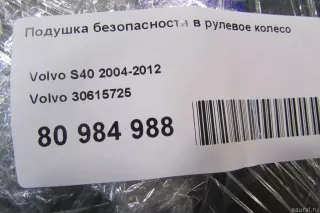 Подушка безопасности в рулевое колесо
Volvo S40 2004-2012
Volvo 30615725
80 984 988